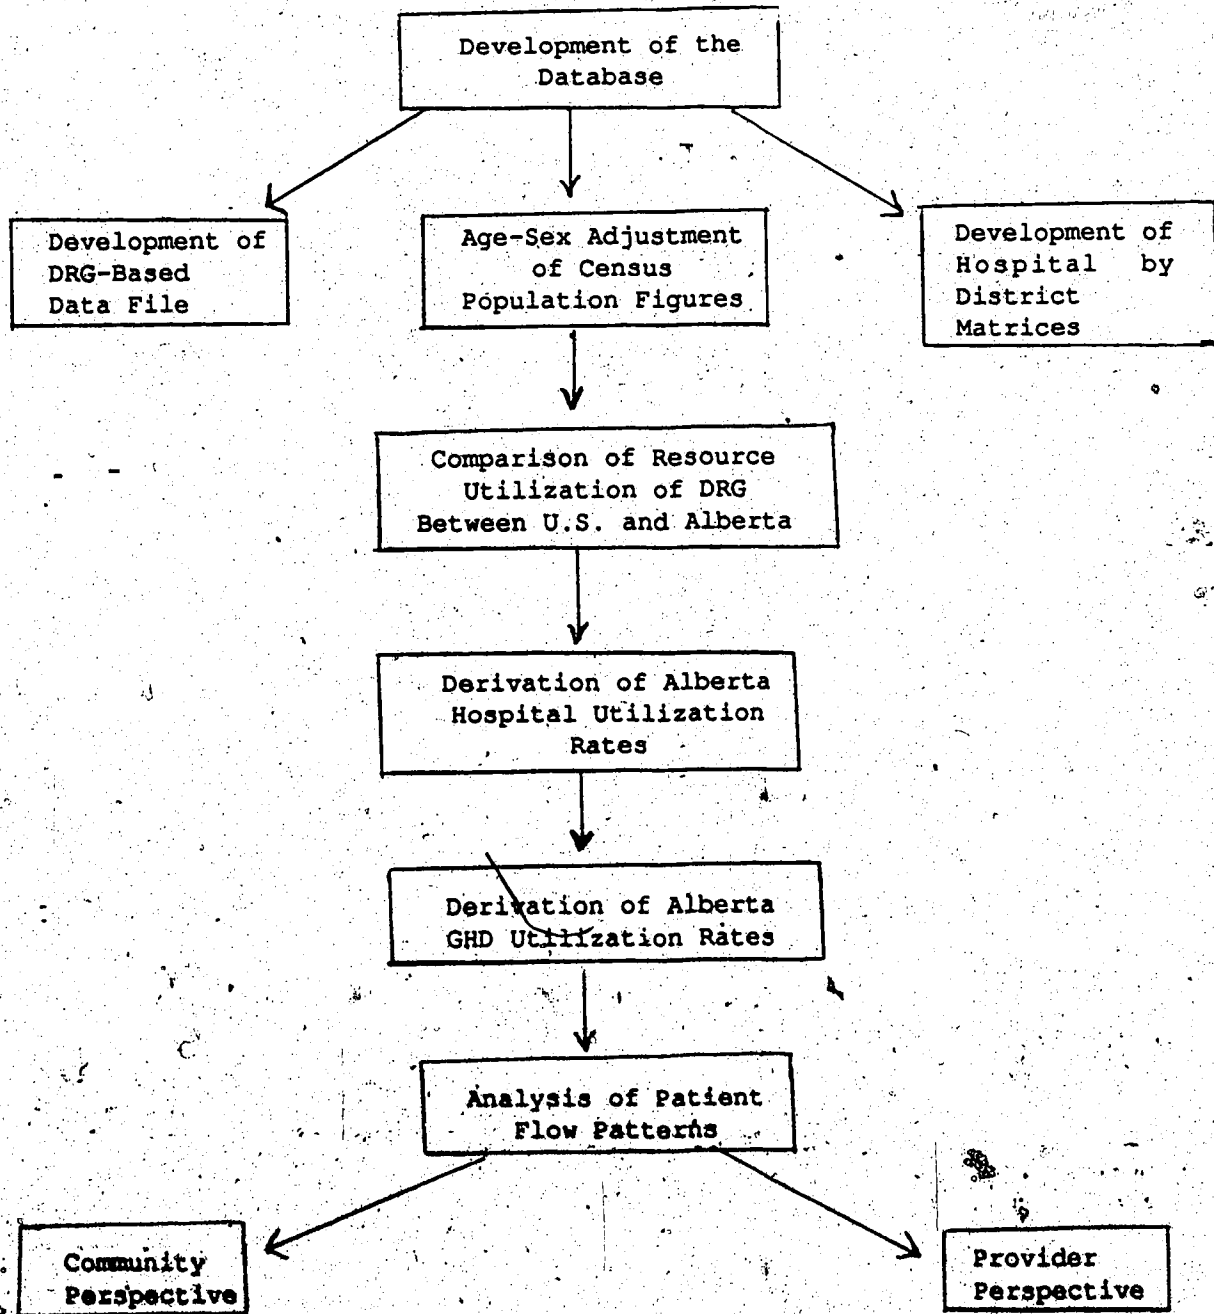 Development of the
Database
Development of
DRG-Based
Data File
Age-Sex Adjustment
of Census
Population Figures
Development of
Hospital by
District
Matrices
Comparison of Resource
Utilization of DRG
Between U.S. and Alberta
Derivation of Alberta
Hospital Utilization
Rates
Derivation of Alberta
GHD Utilization Rates
Analysis of Patient
Flow Patterns
Community
Perspective
Provider
Perspective